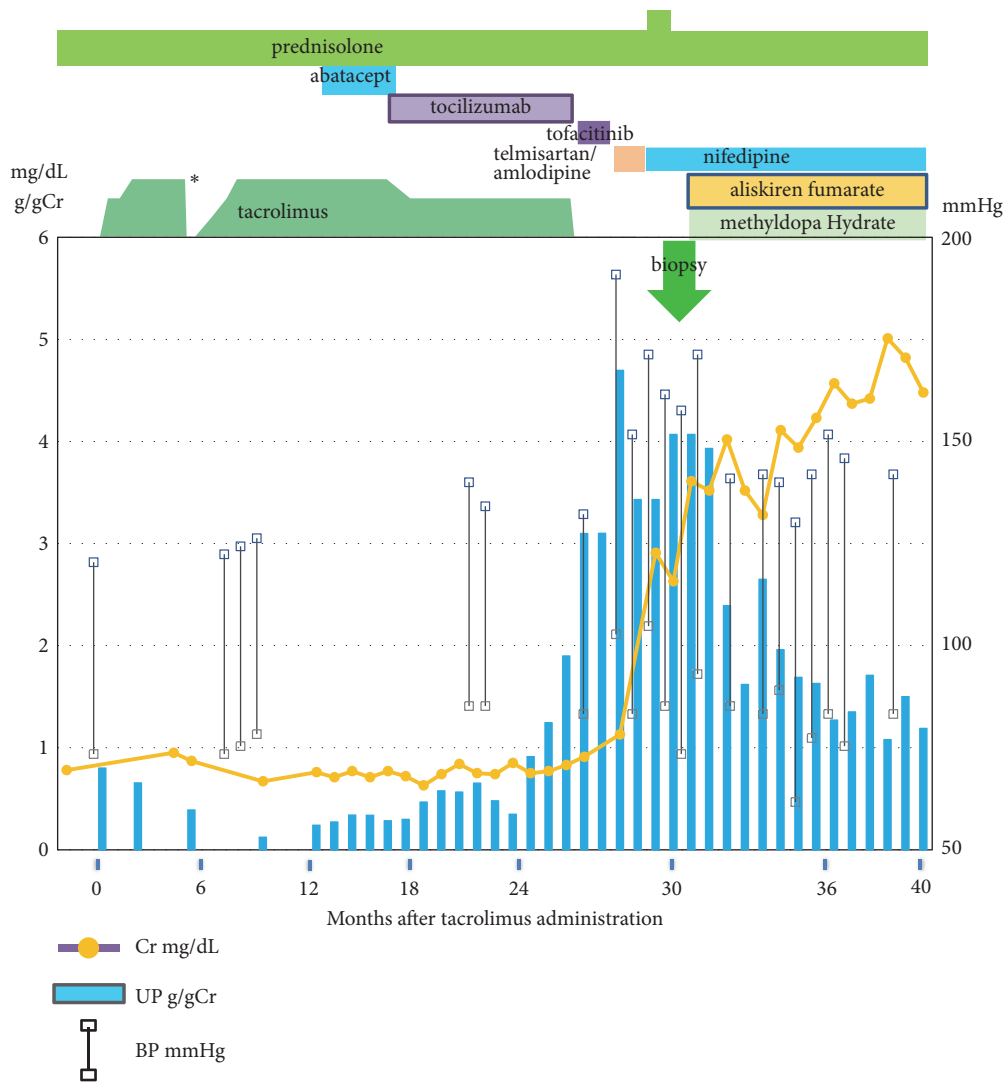 prednisolone
abatacept
tocilizumab
tofacitinib
telmisartan/
amlodipine
nifedipine
mg/dL
g/gCr
*
tacrolimus
aliskiren fumarate
mmHg
methyldopa Hydrate
6
200
biopsy
5
4
150
3
2
100
1
0
50
0 6 12 18 24 30 36 40
Months after tacrolimus administration
Cr mg/dL
UP g/gCr
BP mmHg